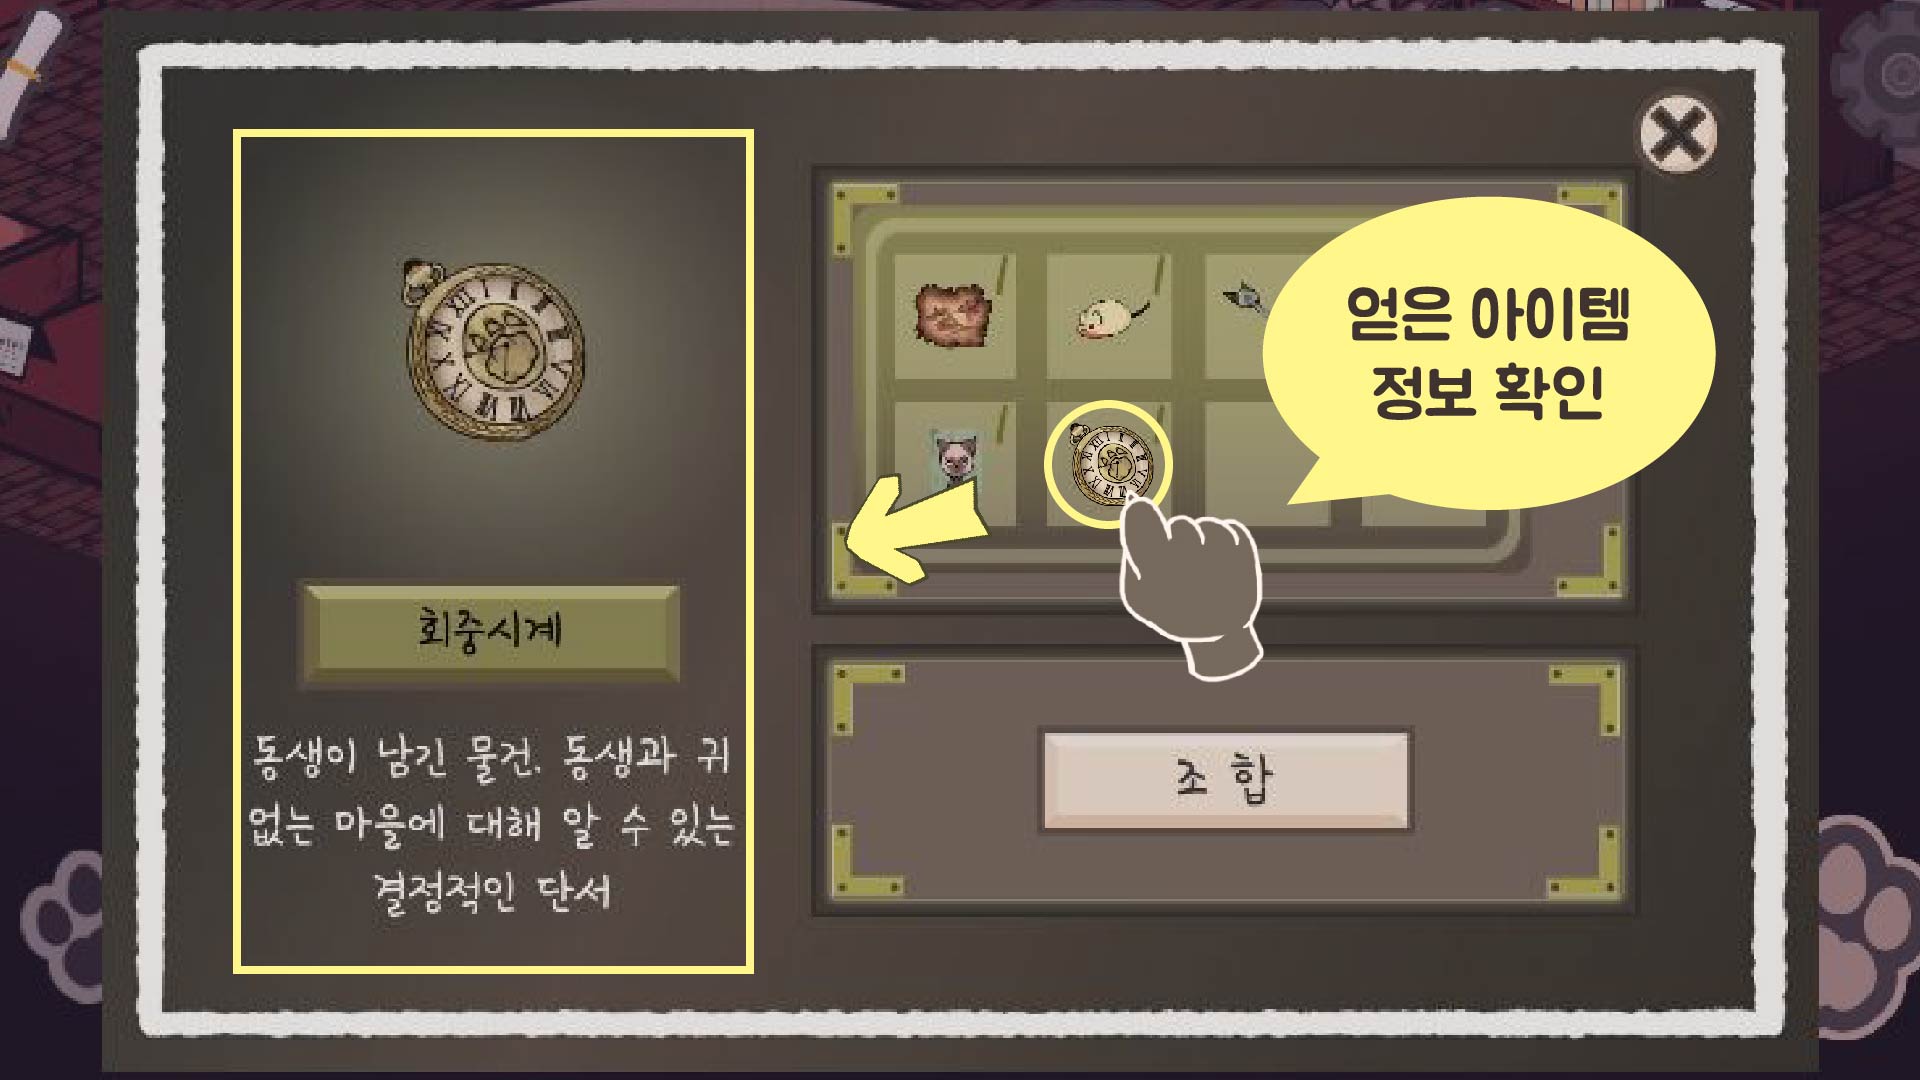 회중시계
동생이 남긴 물건. 동생과 귀
없는 마을에 대해 알 수 있는
결정적인 단서
얻은 아이템
정보 확인
조 합